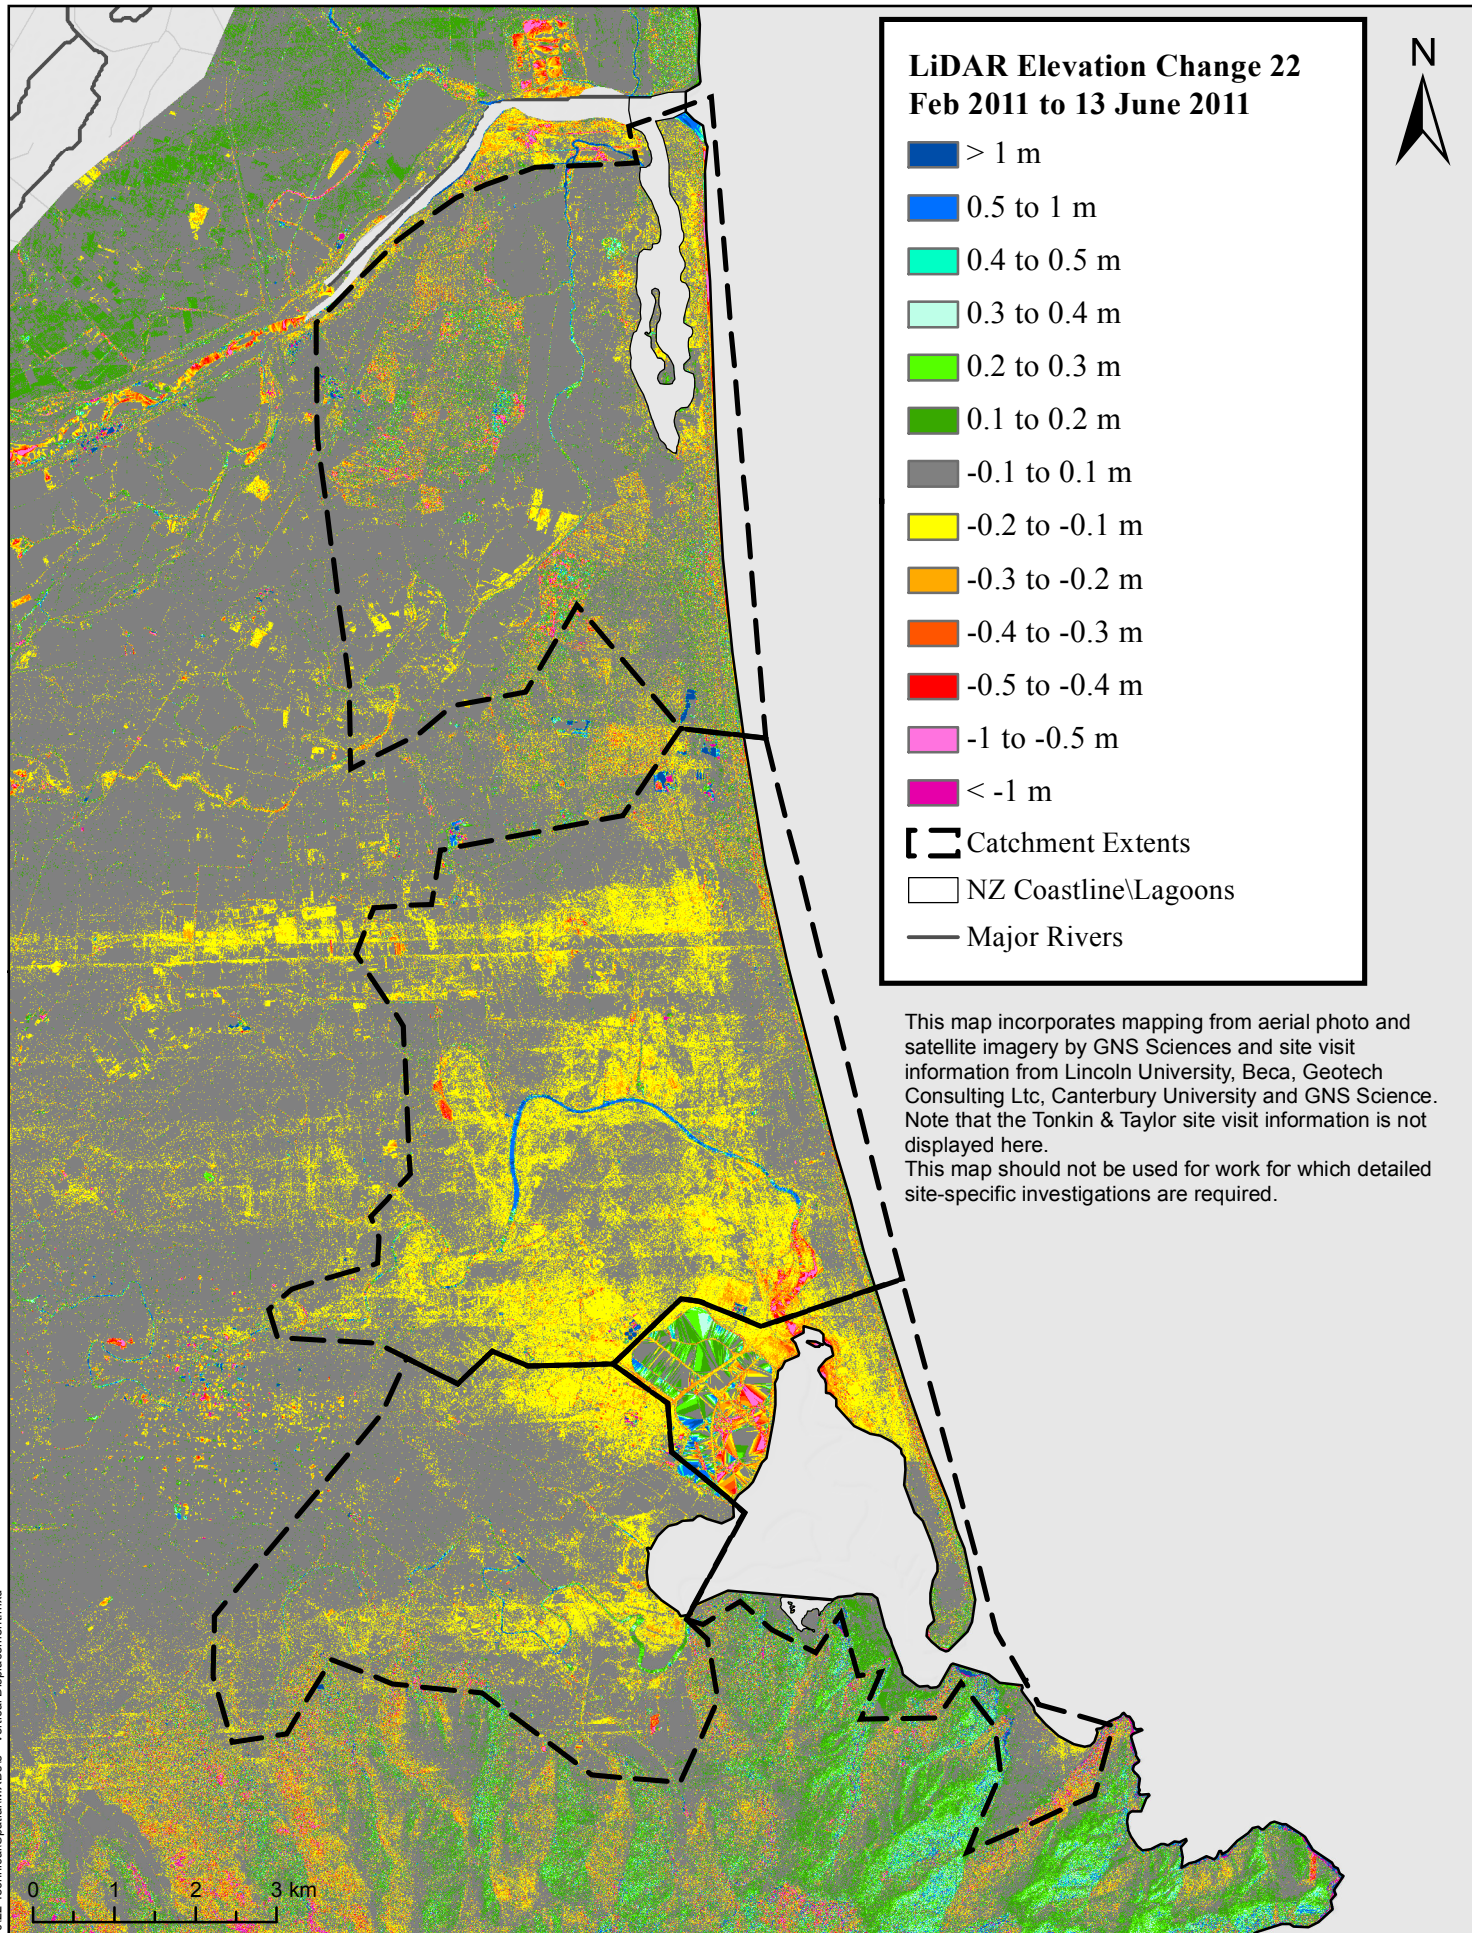 LiDAR Elevation Change 22
Feb 2011 to 13 June 2011
> 1 m
0.5 to 1 m
0.4 to 0.5 m
0.3 to 0.4 m
0.2 to 0.3 m
0.1 to 0.2 m
-0.1 to 0.1 m
-0.2 to -0.1 m
-0.3 to -0.2 m
-0.4 to -0.3 m
-0.5 to -0.4 m
-1 to -0.5 m
< -1 m
Catchment Extents
NZ Coastline\Lagoons
Major Rivers
N
This map incorporates mapping from aerial photo and
satellite imagery by GNS Sciences and site visit
information from Lincoln University, Beca, Geotech
Consulting Ltc, Canterbury University and GNS Science.
Note that the Tonkin & Taylor site visit information is not
displayed here.
This map should not be used for work for which detailed
site-specific investigations are required.
0 1 2 3 km